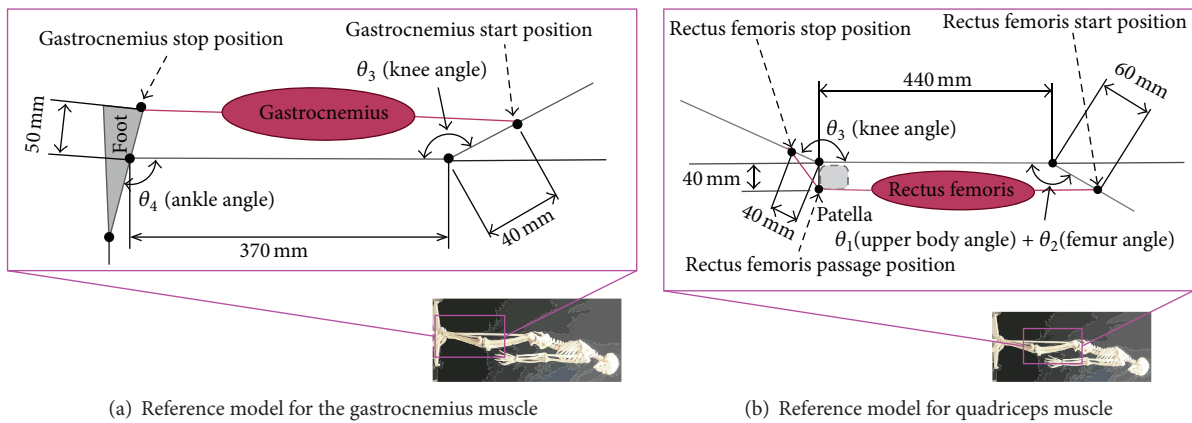 Gastrocnemius stop position
Gastrocnemius start position
θ3 (knee angle)
50 mm
Foot
Gastrocnemius
θ4 (ankle angle)
40 mm
370 mm
(a) Reference model for the gastrocnemius muscle
Rectus femoris start position
Rectus femoris stop position
440 mm
60 mm
θ3 (knee angle)
40 mm
Rectus femoris
40 mm
Patella
θ1(upper body angle) + θ2(femur angle)
Rectus femoris passage position
(b) Reference model for quadriceps muscle